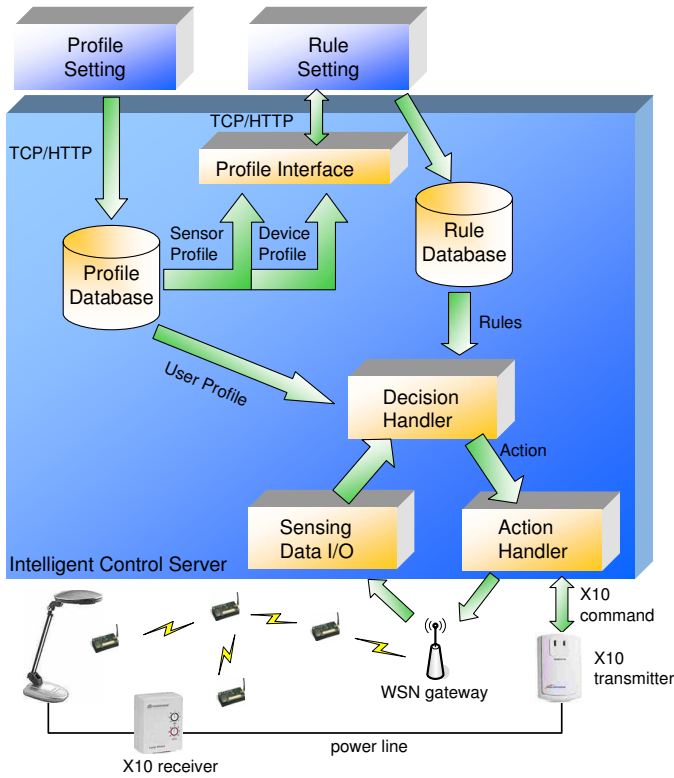 Profile
Setting
Rule
Setting
TCP/HTTP
TCP/HTTP
Profile Interface
Sensor
Profile
Device
Profile
Rule
Database
Profile
Database
Rules
User Profile
Decision
Handler
Action
Sensing
Data I/O
Action
Handler
Intelligent Control Server
X10
command
WSN gateway
X10
transmitter
power line
X10 receiver